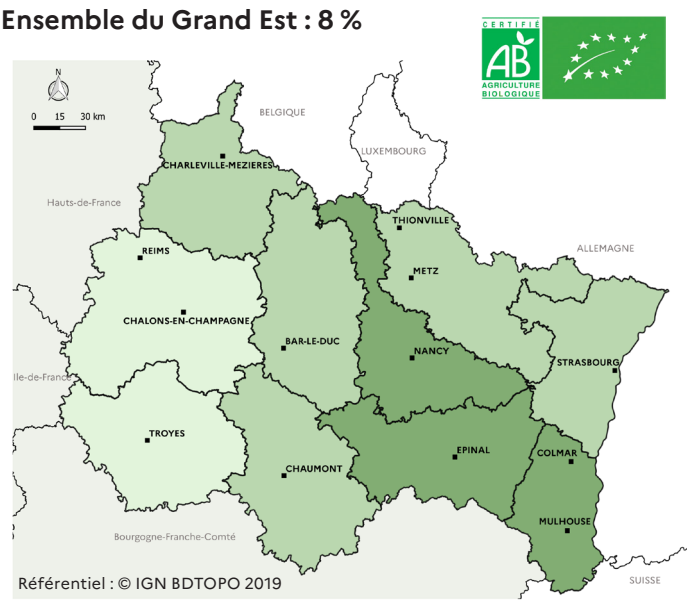 Ensemble du Grand Est : 8 %
CERTIFIÉ
AB
AGRICULTURE
BIOLOGIQUE
N
0 15 30 km
BELGIQUE
LUXEMBOURG
CHARLEVILLE-MEZIERES
Hauts-de-France
THIONVILLE
ALLEMAGNE
REIMS
METZ
CHALONS-EN-CHAMPAGNE
BAR-LE-DUC
NANCY
STRASBOURG
Ile-de-France
TROYES
EPINAL
COLMAR
CHAUMONT
MULHOUSE
Bourgogne-Franche-Comté
SUISSE
Référentiel : © IGN BDTOPO 2019